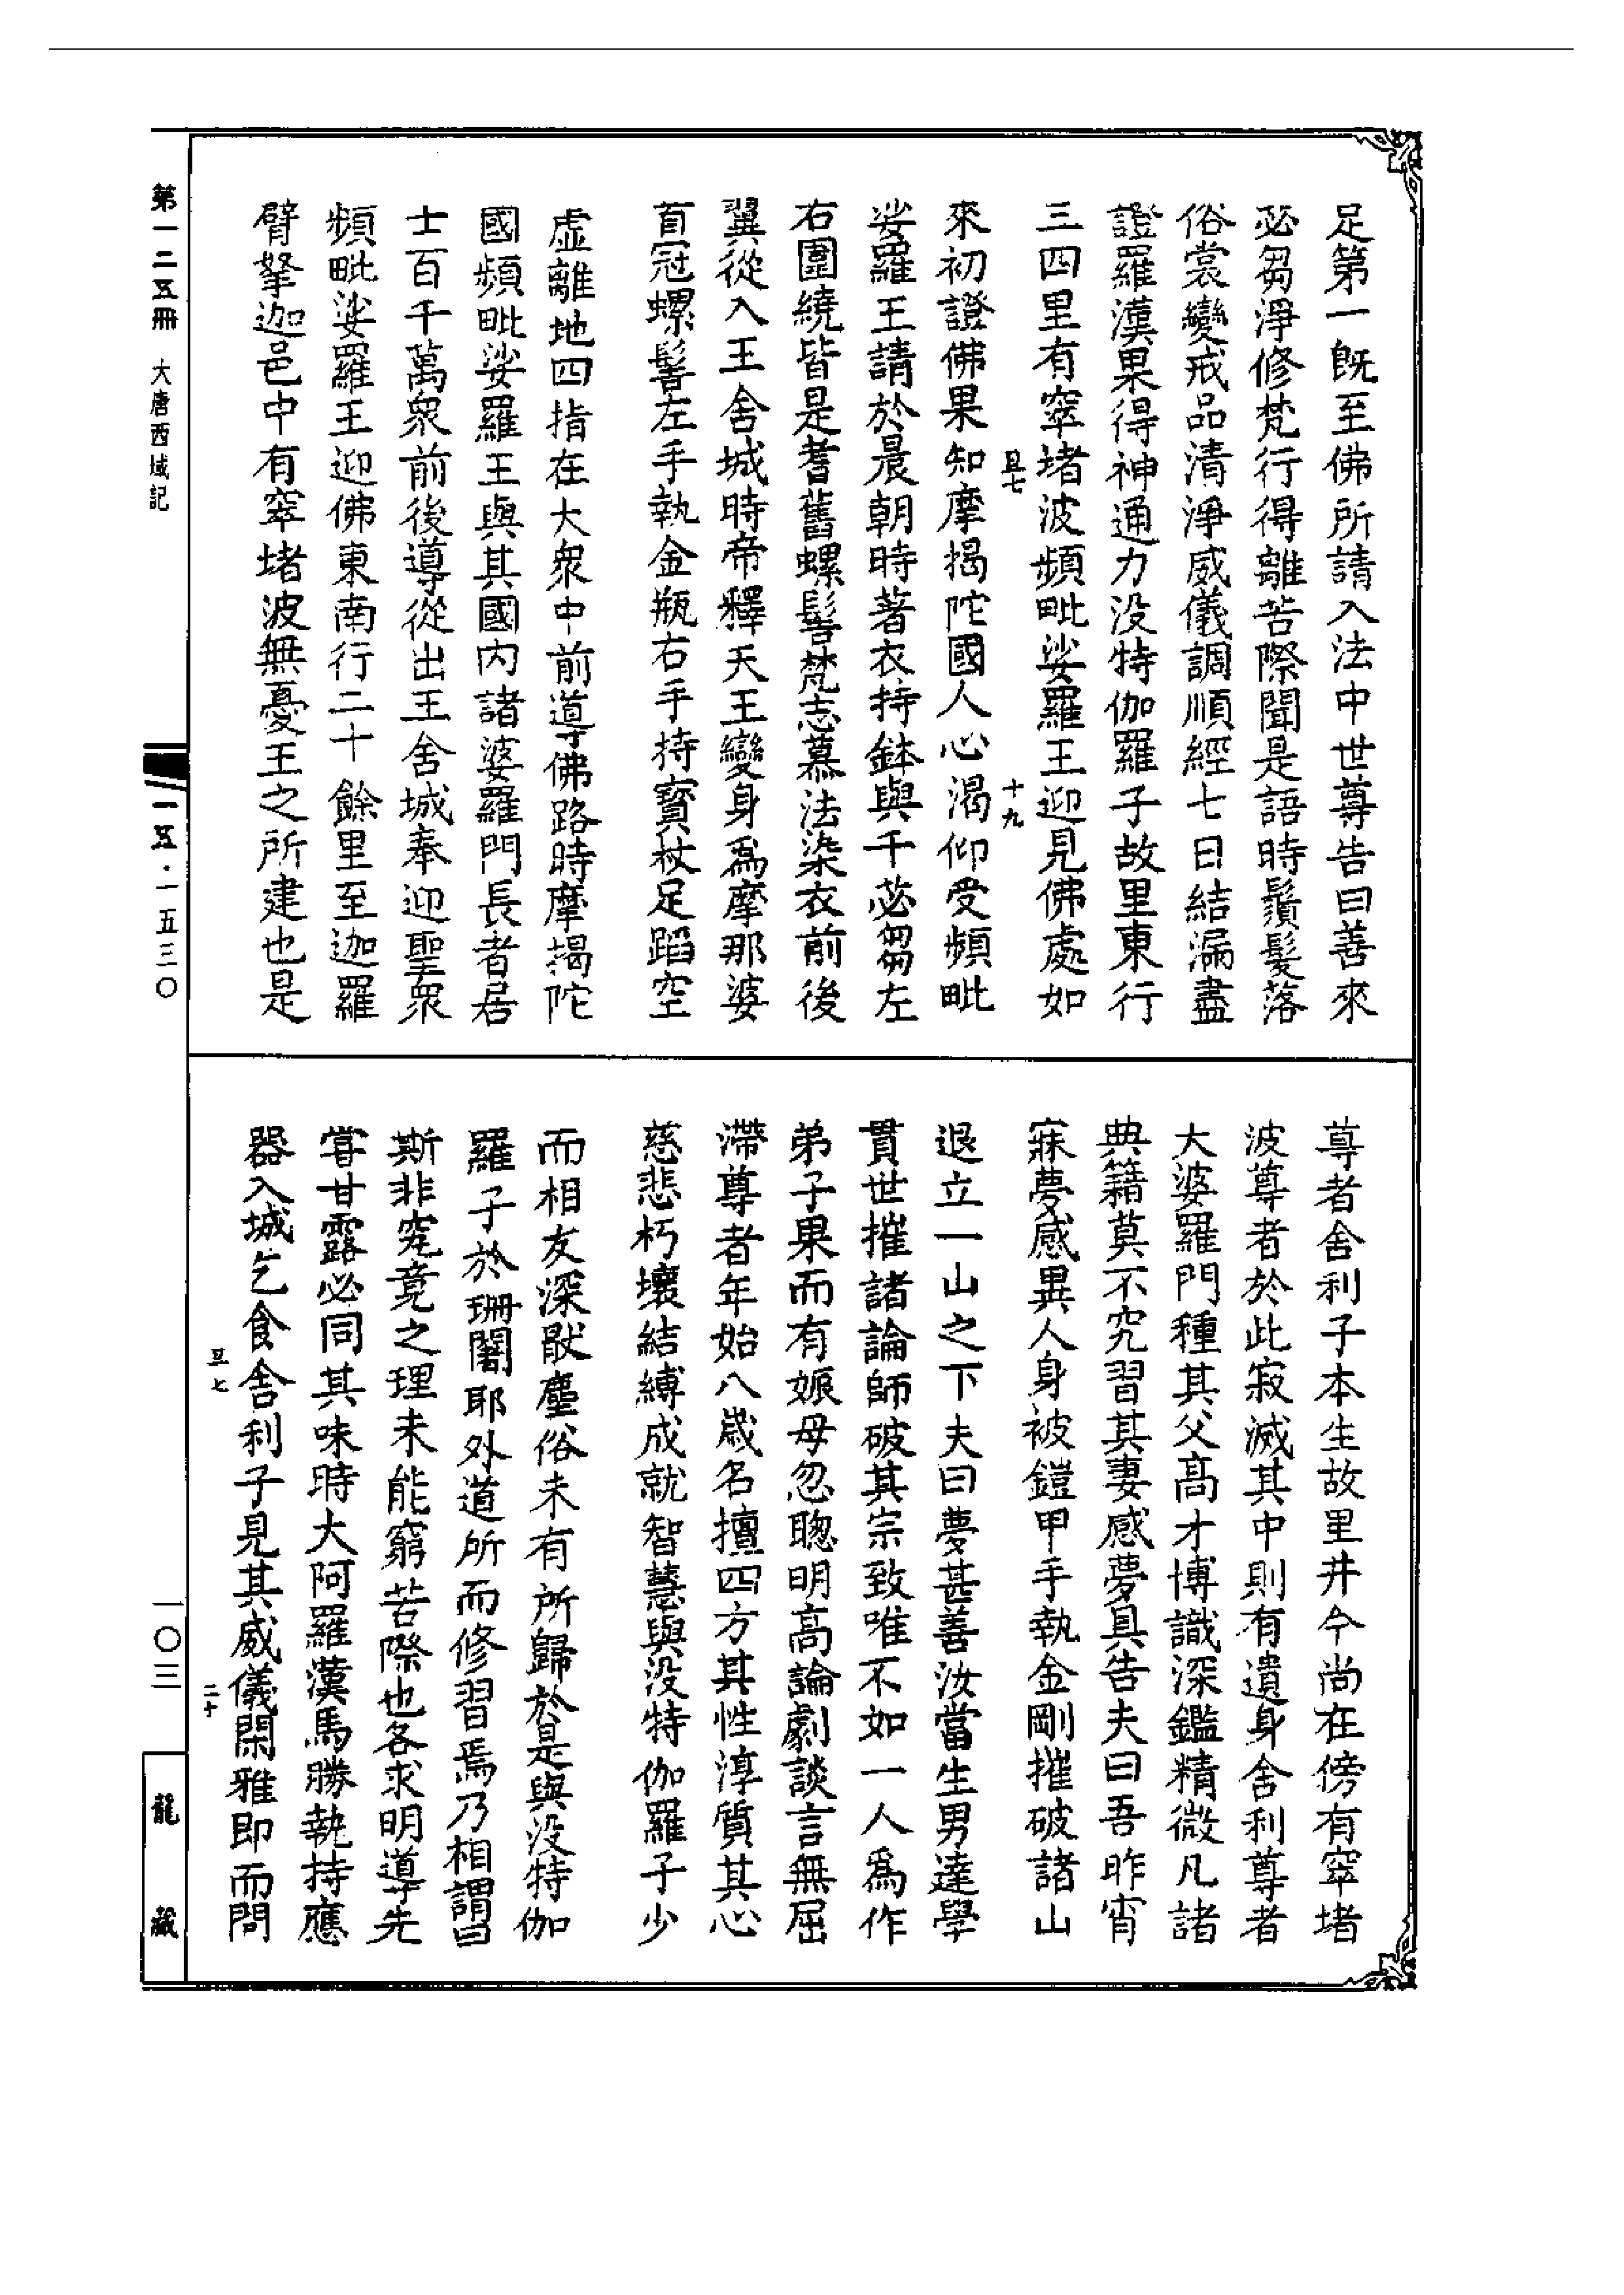 足第一既至佛所請入法中世尊告曰善來
苾芻淨修梵行得離苦際聞是語時鬚髮落
俗裳變戒品清淨威儀調順經七日結漏盡
證羅漢果得神通力没特伽羅子故里東行
三四里有窣堵波頻毗娑羅王迎見佛處如
丑七
十九
來初證佛果知摩揭陀國人心渴仰受頻毗
娑羅王請於晨朝時著衣持鉢與千苾芻左
右圍繞皆是耆舊螺髻梵志慕法染衣前後
翼從入王舍城時帝釋天王變身爲摩那婆
首冠螺髻左手執金瓶右手持寶杖足蹈空
虛離地四指在大衆中前導佛路時摩揭陀
國頻毗娑羅王與其國內諸婆羅門長者居
士百千萬衆前後導從出王舍城奉迎聖衆
頻毗娑羅王迎佛東南行二十餘里至迦羅
臂拏迦邑中有窣堵波無憂王之所建也是
尊者舍利子本生故里井今尚在傍有窣堵
波尊者於此寂滅其中則有遺身舍利尊者
大婆羅門種其父高才博識深鑑精微凡諸
典籍莫不究習其妻感夢具告夫曰吾昨宵
寐夢感異人身被鎧甲手執金剛摧破諸山
退立一山之下夫曰夢甚善汝當生男達學
貫世摧諸論師破其宗致唯不如一人爲作
弟子果而有娠母忽聰明高論劇談言無屈
滯尊者年始八歲名擅四方其性淳質其心
慈悲朽壞結縛成就智慧與没特伽羅子少
而相友深猒塵俗未有所歸於是與没特伽
羅子於珊闍耶外道所而修習焉乃相謂曰
斯非究竟之理未能窮苦際也各求明導先
甞甘露必同其味時大阿羅漢馬勝執持應
器入城乞食舍利子見其威儀閑雅即而問
丑七
二十
第一二五冊 大唐西域記
一五·一五三〇
一〇三
龍藏